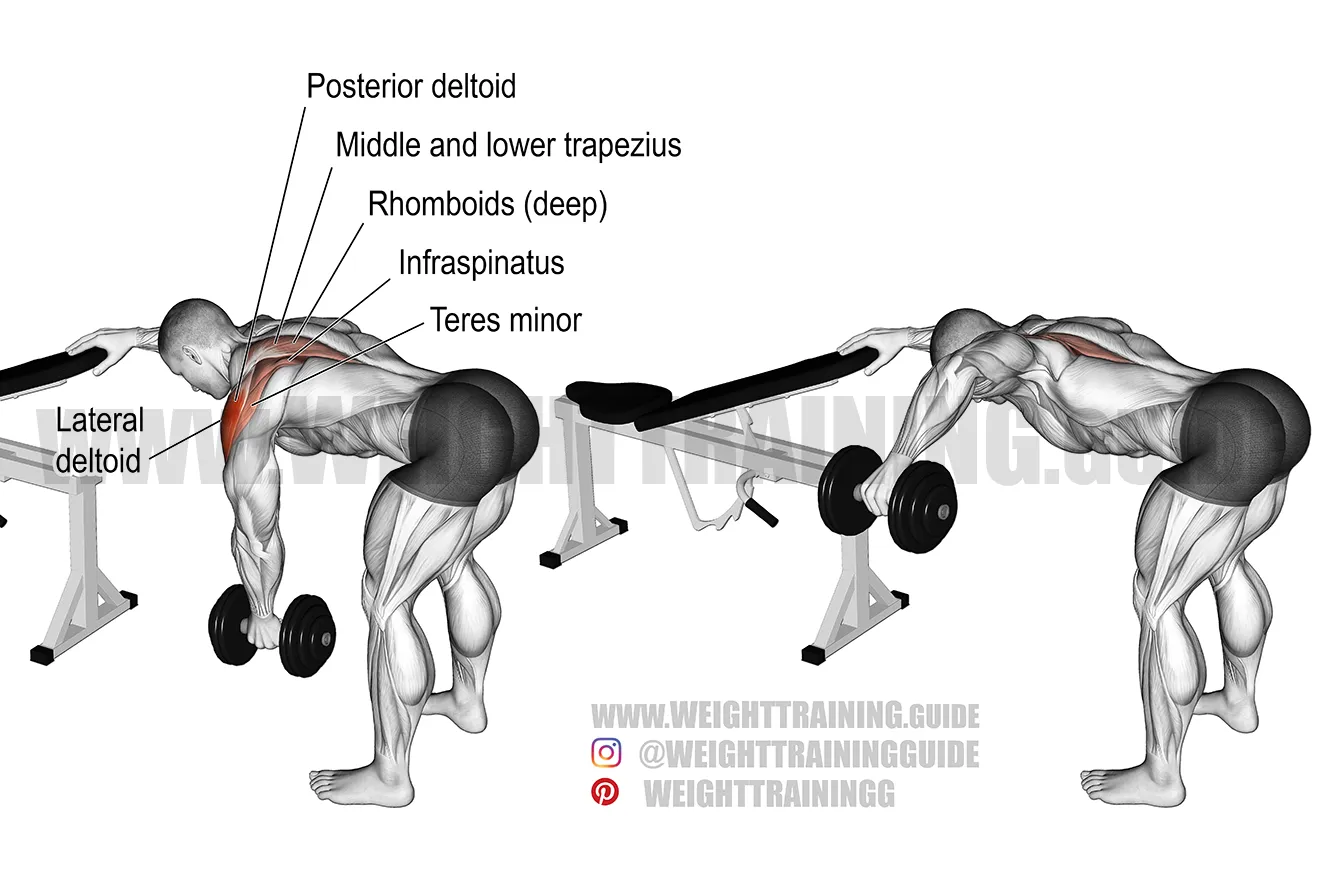 Posterior deltoid
Middle and lower trapezius
Rhomboids (deep)
Infraspinatus
Teres minor
Lateral
deltoid
WWW.WEIGHTTRAINING.GUIDE
WWW.WEIGHTTRAINING.GUIDE
@WEIGHTTRAININGGUIDE
WEIGHTTRAININGG